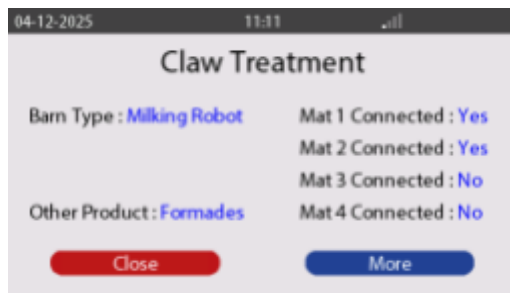 04-12-2025 11:11
Claw Treatment
Barn Type : Milking Robot Mat 1 Connected : Yes
Mat 2 Connected : Yes
Mat 3 Connected : No
Other Product : Formades Mat 4 Connected : No
Close More